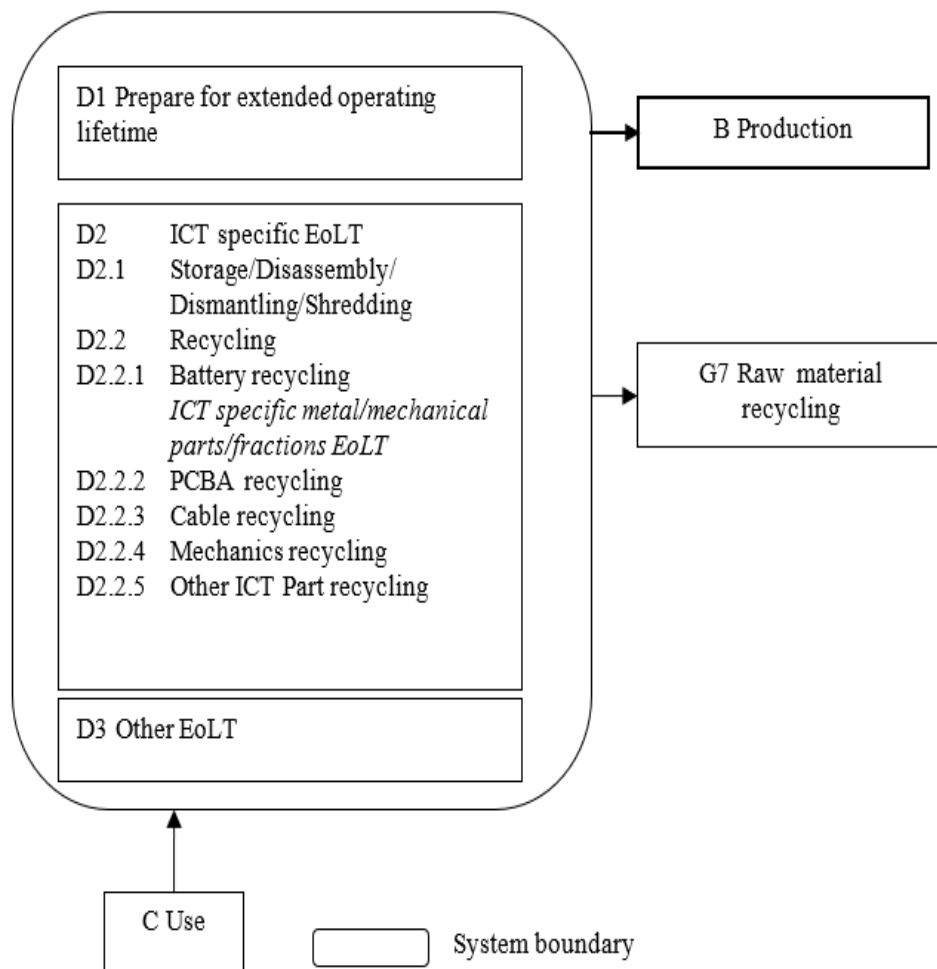 D1 Prepare for extended operating
lifetime
B Production
D2 ICT specific EoLT
D2.1 Storage/Disassembly/
Dismantling/Shredding
D2.2 Recycling
D2.2.1 Battery recycling
ICT specific metal/mechanical
parts/fractions EoLT
D2.2.2 PCBA recycling
D2.2.3 Cable recycling
D2.2.4 Mechanics recycling
D2.2.5 Other ICT Part recycling
G7 Raw material
recycling
D3 Other EoLT
C Use
System boundary